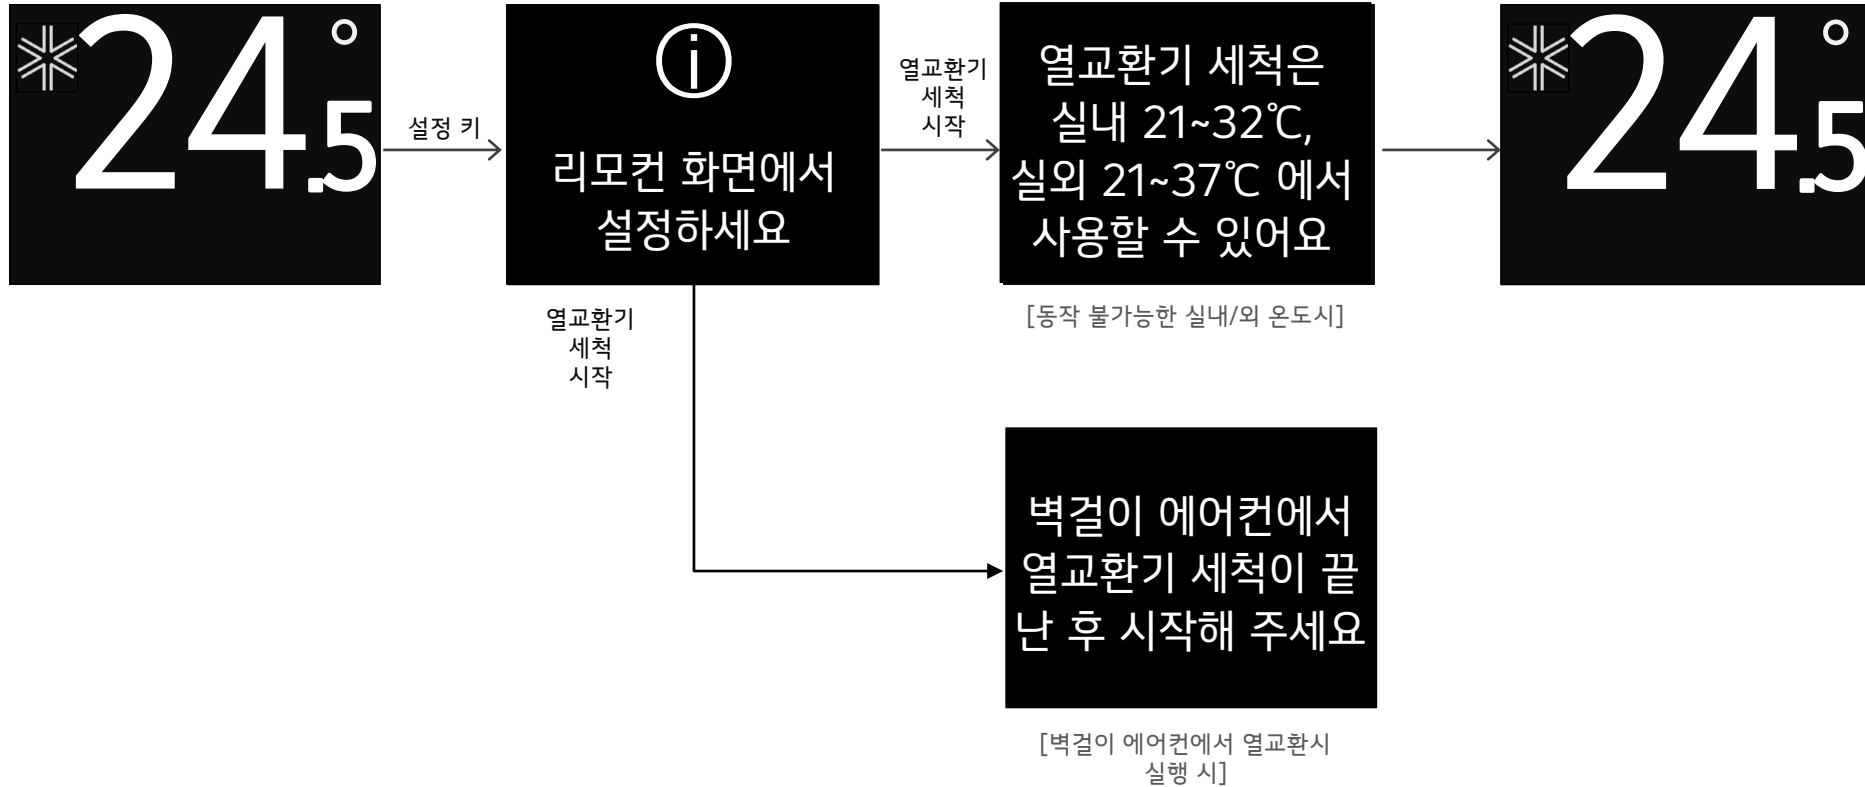 24.5°
설정 키
리모컨 화면에서
설정하세요
열교환기
세척
시작
열교환기 세척은
실내 21~32℃,
실외 21~37℃ 에서
사용할 수 있어요
[동작 불가능한 실내/외 온도시]
24.5°
열교환기
세척
시작
벽걸이 에어컨에서
열교환기 세척이 끝
난 후 시작해 주세요
[벽걸이 에어컨에서 열교환시
실행 시]